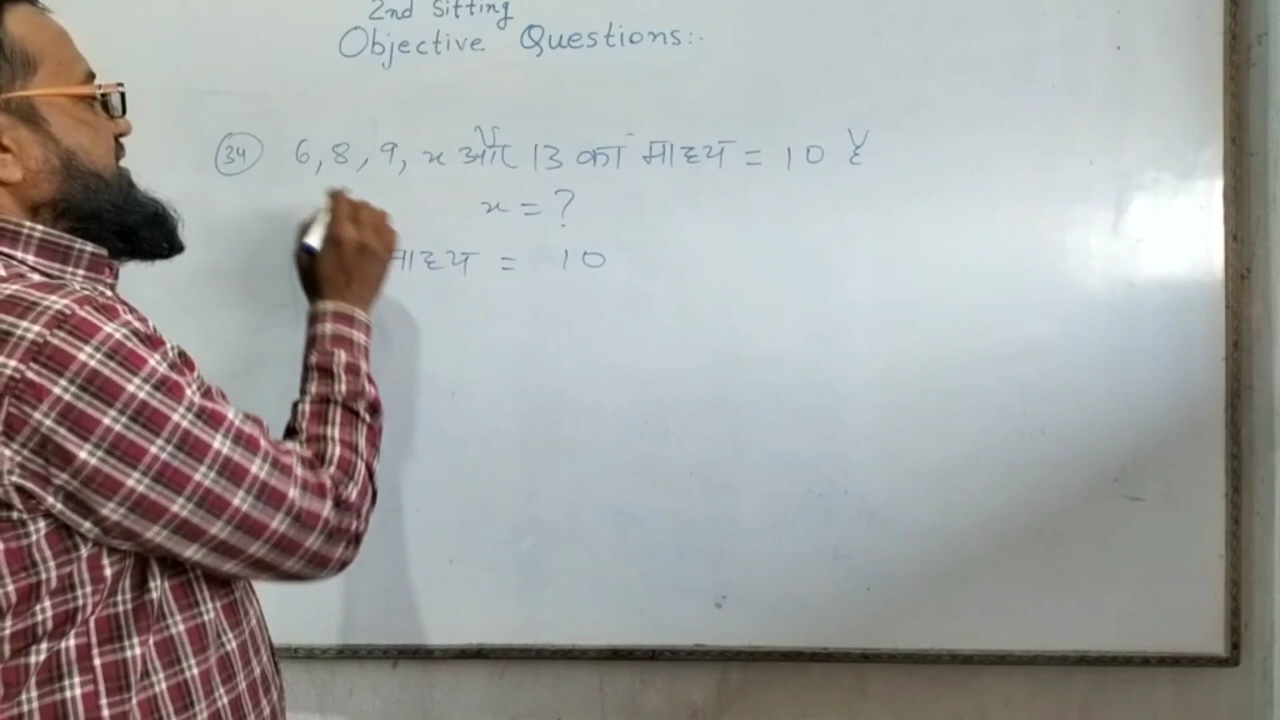 2nd Sitting
Objective Questions:-
34 6, 8, 9, x और 13 का माध्य = 10 है
x = ?
माध्य = 10